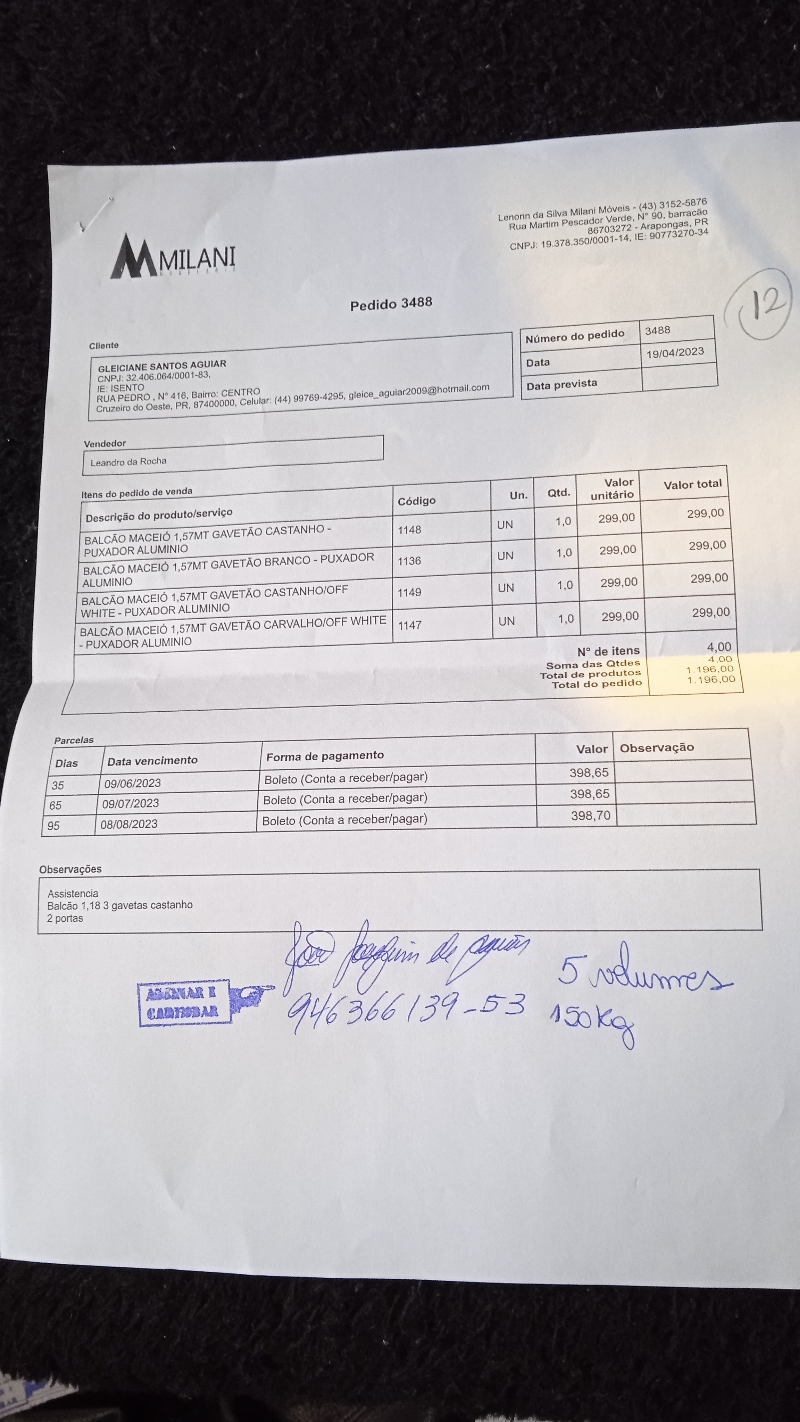 Lenonn da Silva Milani Móveis - (43) 3152-5876
Rua Martim Pescador Verde, N° 90, barracão
86703272 - Arapongas, PR
CNPJ: 19.378.350/0001-14, IE: 90773270-34
MILANI
Pedido 3488
12
Cliente
GLEICIANE SANTOS AGUIAR
CNPJ: 32.406.064/0001-83,
IE: ISENTO
RUA PEDRO , N° 416, Bairro: CENTRO
Cruzeiro do Oeste, PR, 87400000, Celular: (44) 99769-4295, gleice_aguiar2009@hotmail.com
Número do pedido 3488
Data 19/04/2023
Data prevista
Vendedor
Leandro da Rocha
Itens do pedido de venda
Descrição do produto/serviço Código Un. Qtd. Valor unitário Valor total
BALCÃO MACEIÓ 1,57MT GAVETÃO CASTANHO - 1148 UN 1,0 299,00 299,00
PUXADOR ALUMINIO
BALCÃO MACEIÓ 1,57MT GAVETÃO BRANCO - PUXADOR 1136 UN 1,0 299,00 299,00
ALUMINIO
BALCÃO MACEIÓ 1,57MT GAVETÃO CASTANHO/OFF 1149 UN 1,0 299,00 299,00
WHITE - PUXADOR ALUMINIO
BALCÃO MACEIÓ 1,57MT GAVETÃO CARVALHO/OFF WHITE 1147 UN 1,0 299,00 299,00
- PUXADOR ALUMINIO
N° de itens 4,00
Soma das Qtdes 4,00
Total de produtos 1.196,00
Total do pedido 1.196,00
Parcelas
Dias Data vencimento Forma de pagamento Valor Observação
35 09/06/2023 Boleto (Conta a receber/pagar) 398,65
65 09/07/2023 Boleto (Conta a receber/pagar) 398,65
95 08/08/2023 Boleto (Conta a receber/pagar) 398,70
Observações
Assistencia
Balcão 1,18 3 gavetas castanho
2 portas
João Joaquim de Aguiar
5 volumes
ASSINAR E
CARIMBAR
946366139-53
150kg